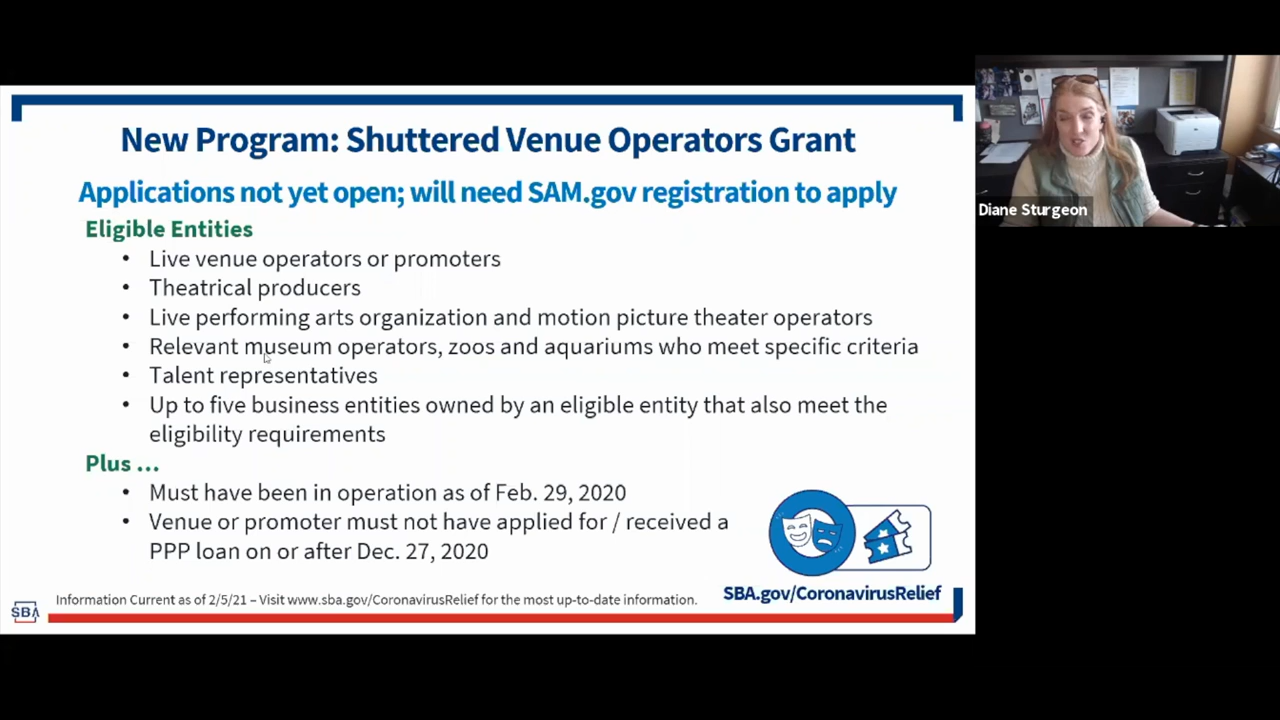 New Program: Shuttered Venue Operators Grant
Applications not yet open; will need SAM.gov registration to apply
Eligible Entities
• Live venue operators or promoters
• Theatrical producers
• Live performing arts organization and motion picture theater operators
• Relevant museum operators, zoos and aquariums who meet specific criteria
• Talent representatives
• Up to five business entities owned by an eligible entity that also meet the
eligibility requirements
Plus ...
• Must have been in operation as of Feb. 29, 2020
• Venue or promoter must not have applied for / received a
PPP loan on or after Dec. 27, 2020
SBA.gov/CoronavirusRelief
Information Current as of 2/5/21 – Visit www.sba.gov/CoronavirusRelief for the most up-to-date information.
SBA
Diane Sturgeon